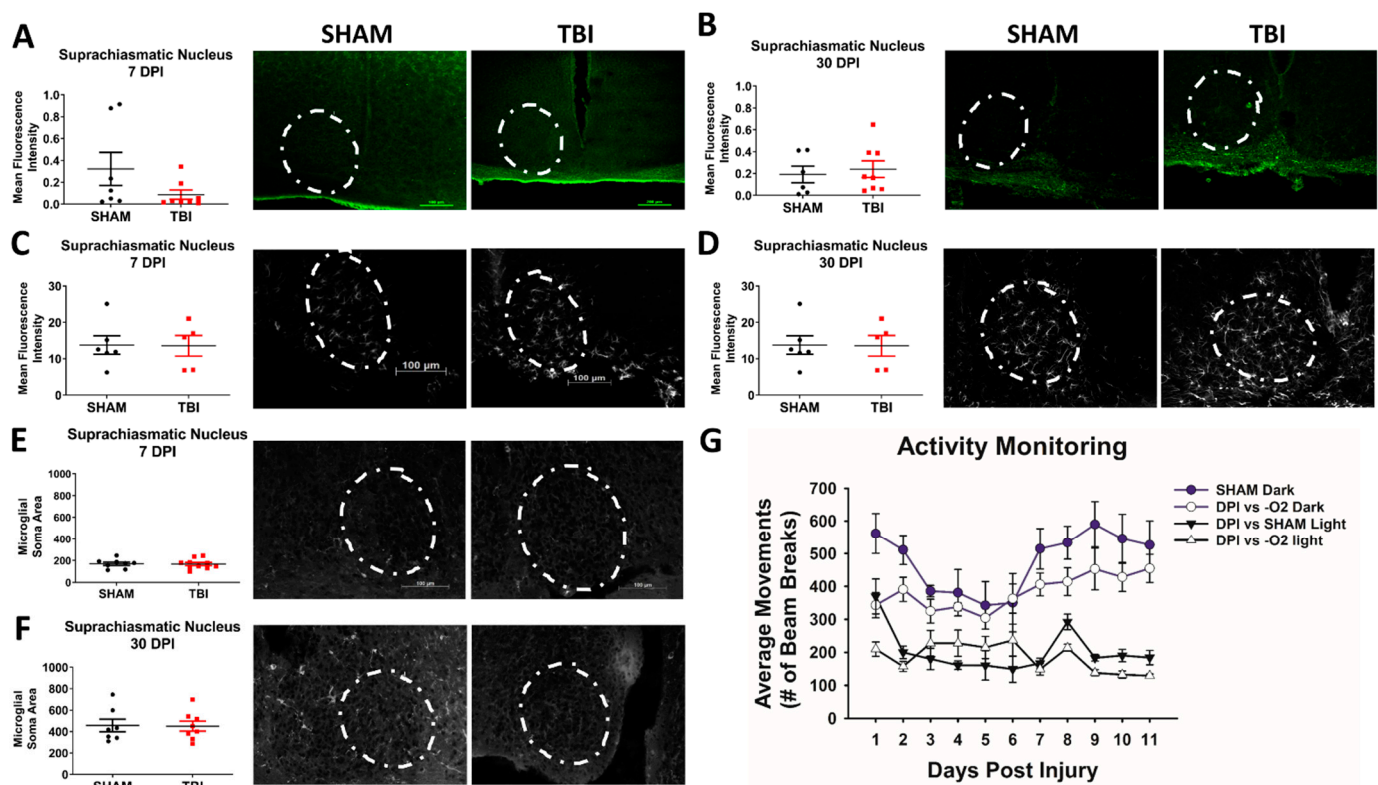 A
SHAM
TBI
Suprachiasmatic Nucleus
7 DPI
Mean Fluorescence
Intensity
1.0
0.8
0.6
0.4
0.2
0.0
SHAM
TBI
B
SHAM
TBI
Suprachiasmatic Nucleus
30 DPI
Mean Fluorescence
Intensity
1.0
0.8
0.6
0.4
0.2
0.0
SHAM
TBI
C
Suprachiasmatic Nucleus
7 DPI
Mean Fluorescence
Intensity
30
20
10
0
SHAM
TBI
100 μm
100 μm
D
Suprachiasmatic Nucleus
30 DPI
Mean Fluorescence
Intensity
30
20
10
0
SHAM
TBI
E
Suprachiasmatic Nucleus
7 DPI
Microglial
Soma Area
1000
800
600
400
200
0
SHAM
TBI
100 μm
100 μm
F
Suprachiasmatic Nucleus
30 DPI
Microglial
Soma Area
1000
800
600
400
200
0
SHAM
TBI
G
Activity Monitoring
Average Movements
(# of Beam Breaks)
700
600
500
400
300
200
100
0
1 2 3 4 5 6 7 8 9 10 11
Days Post Injury
SHAM Dark
DPI vs -O2 Dark
DPI vs SHAM Light
DPI vs -O2 light